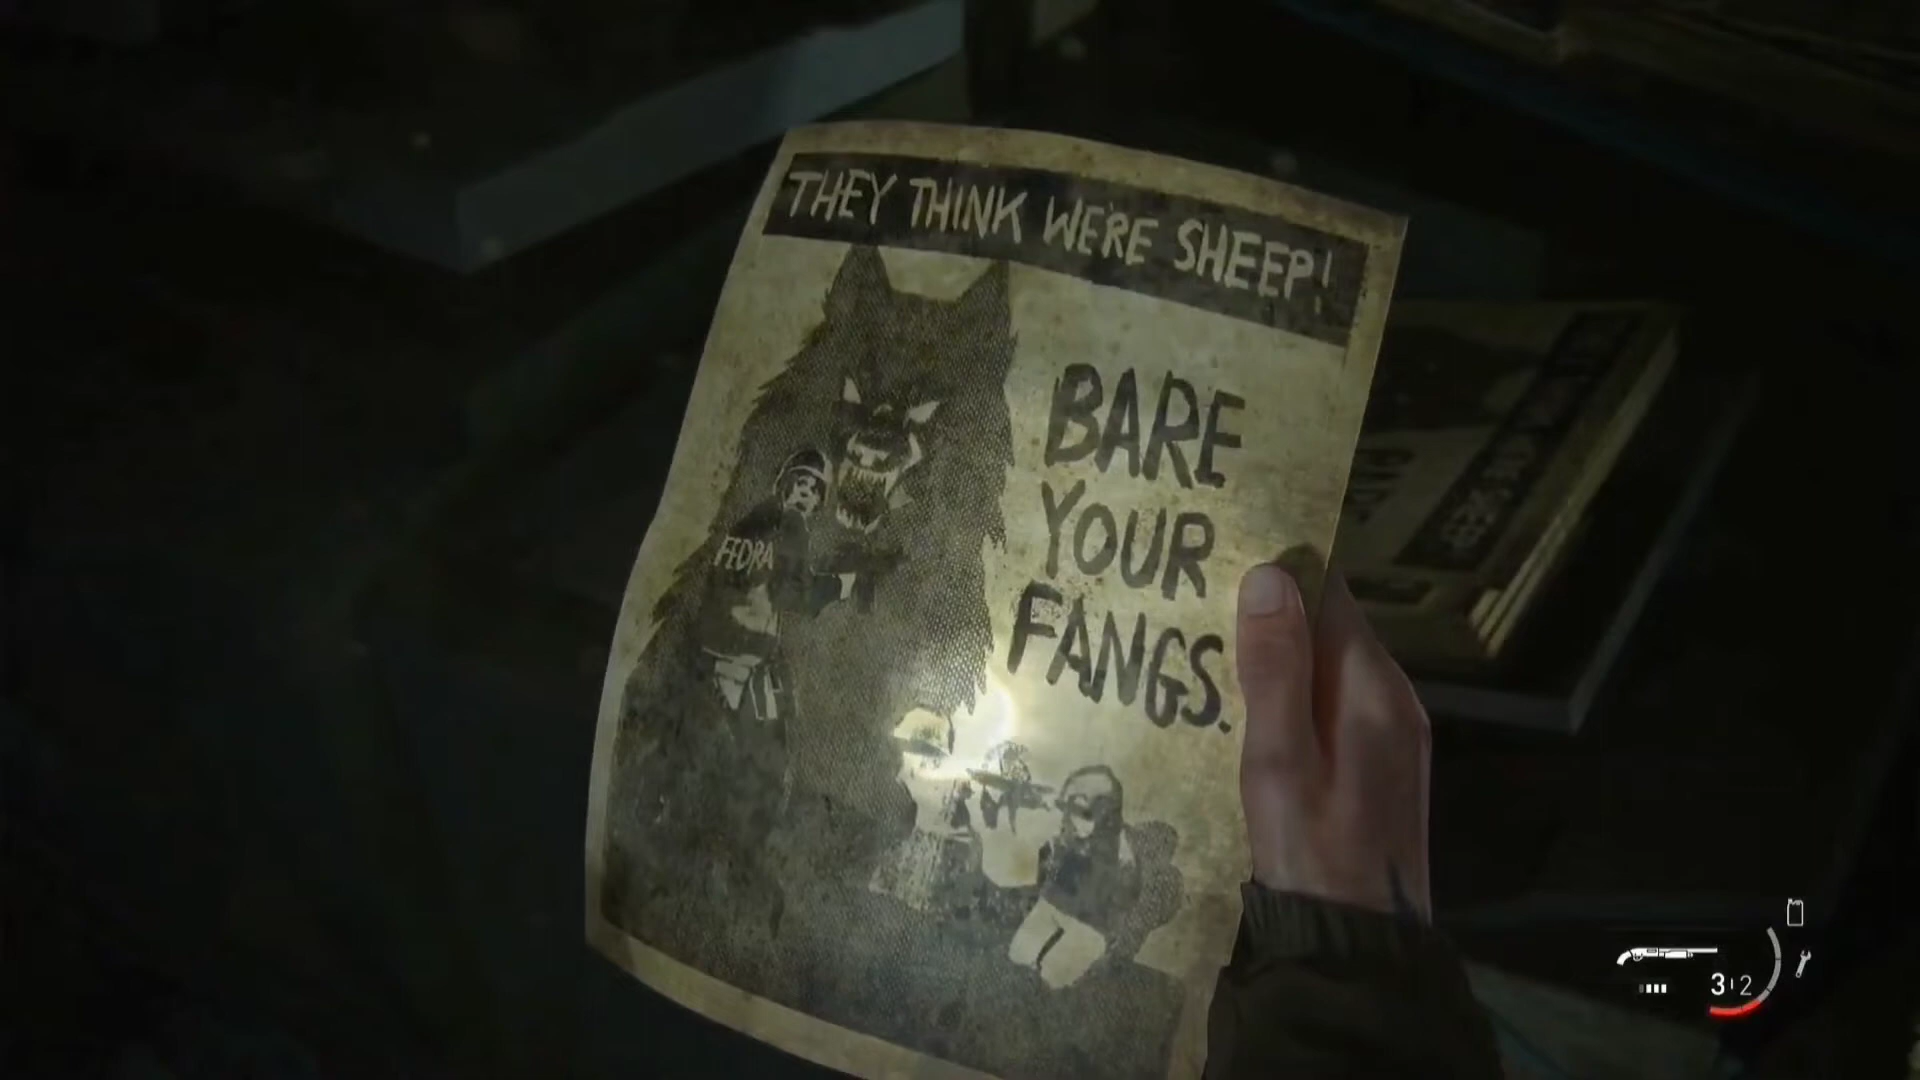 THEY THINK WE'RE SHEEP!
BARE
YOUR
FANGS.
FEDRA
3 2